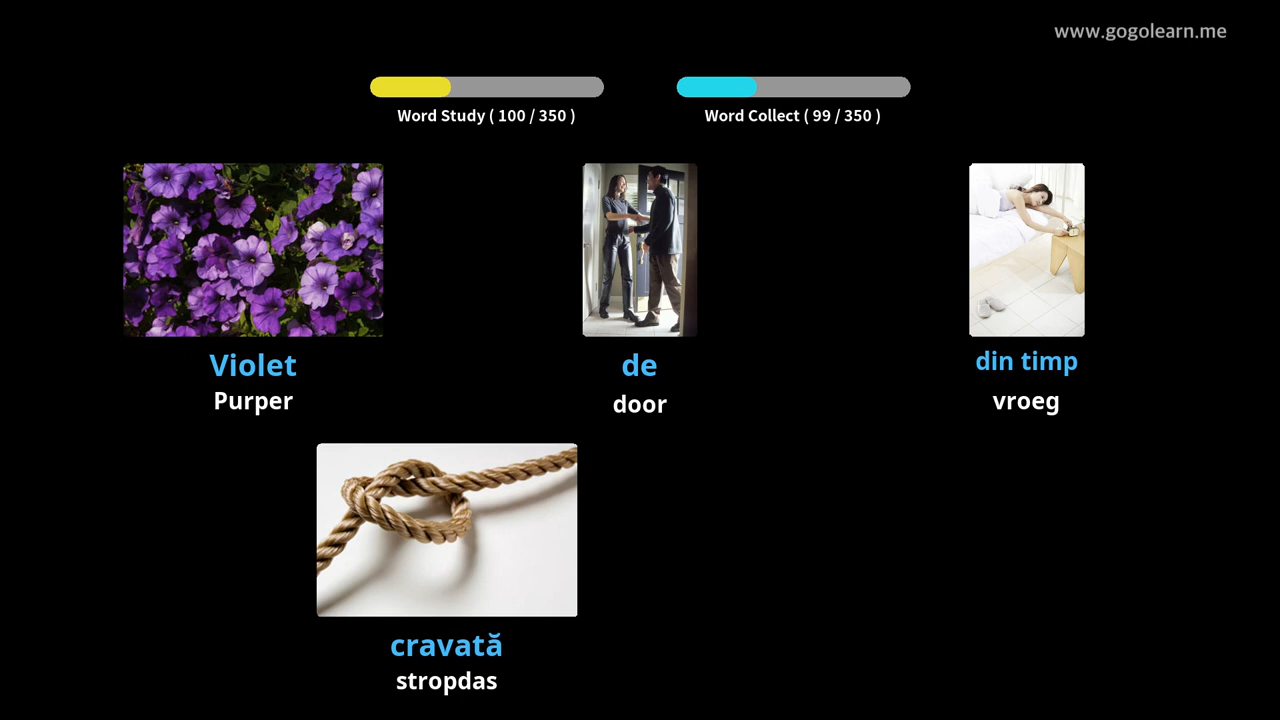 www.gogolearn.me
Word Study ( 100 / 350 )
Word Collect ( 99 / 350 )
Violet
Purper
de
door
din timp
vroeg
cravată
stropdas